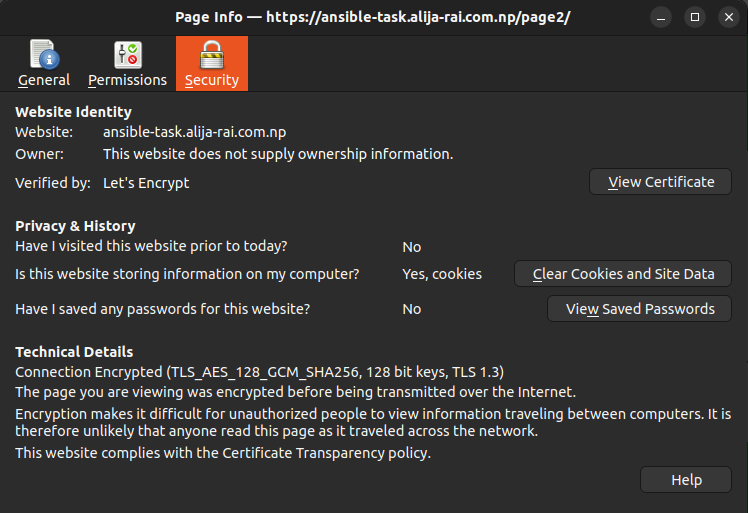 Page Info — https://ansible-task.alija-rai.com.np/page2/
General
Permissions
Security
Website Identity
Website: ansible-task.alija-rai.com.np
Owner: This website does not supply ownership information.
Verified by: Let's Encrypt
View Certificate
Privacy & History
Have I visited this website prior to today? No
Is this website storing information on my computer? Yes, cookies
Clear Cookies and Site Data
Have I saved any passwords for this website? No
View Saved Passwords
Technical Details
Connection Encrypted (TLS_AES_128_GCM_SHA256, 128 bit keys, TLS 1.3)
The page you are viewing was encrypted before being transmitted over the Internet.
Encryption makes it difficult for unauthorized people to view information traveling between computers. It is
therefore unlikely that anyone read this page as it traveled across the network.
This website complies with the Certificate Transparency policy.
Help